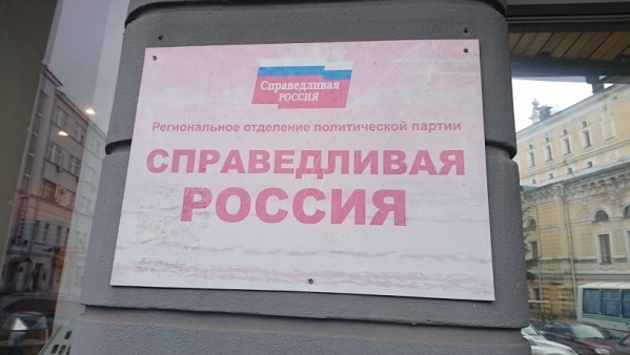 Справедливая
РОССИЯ
Региональное отделение политической партии
СПРАВЕДЛИВАЯ
РОССИЯ